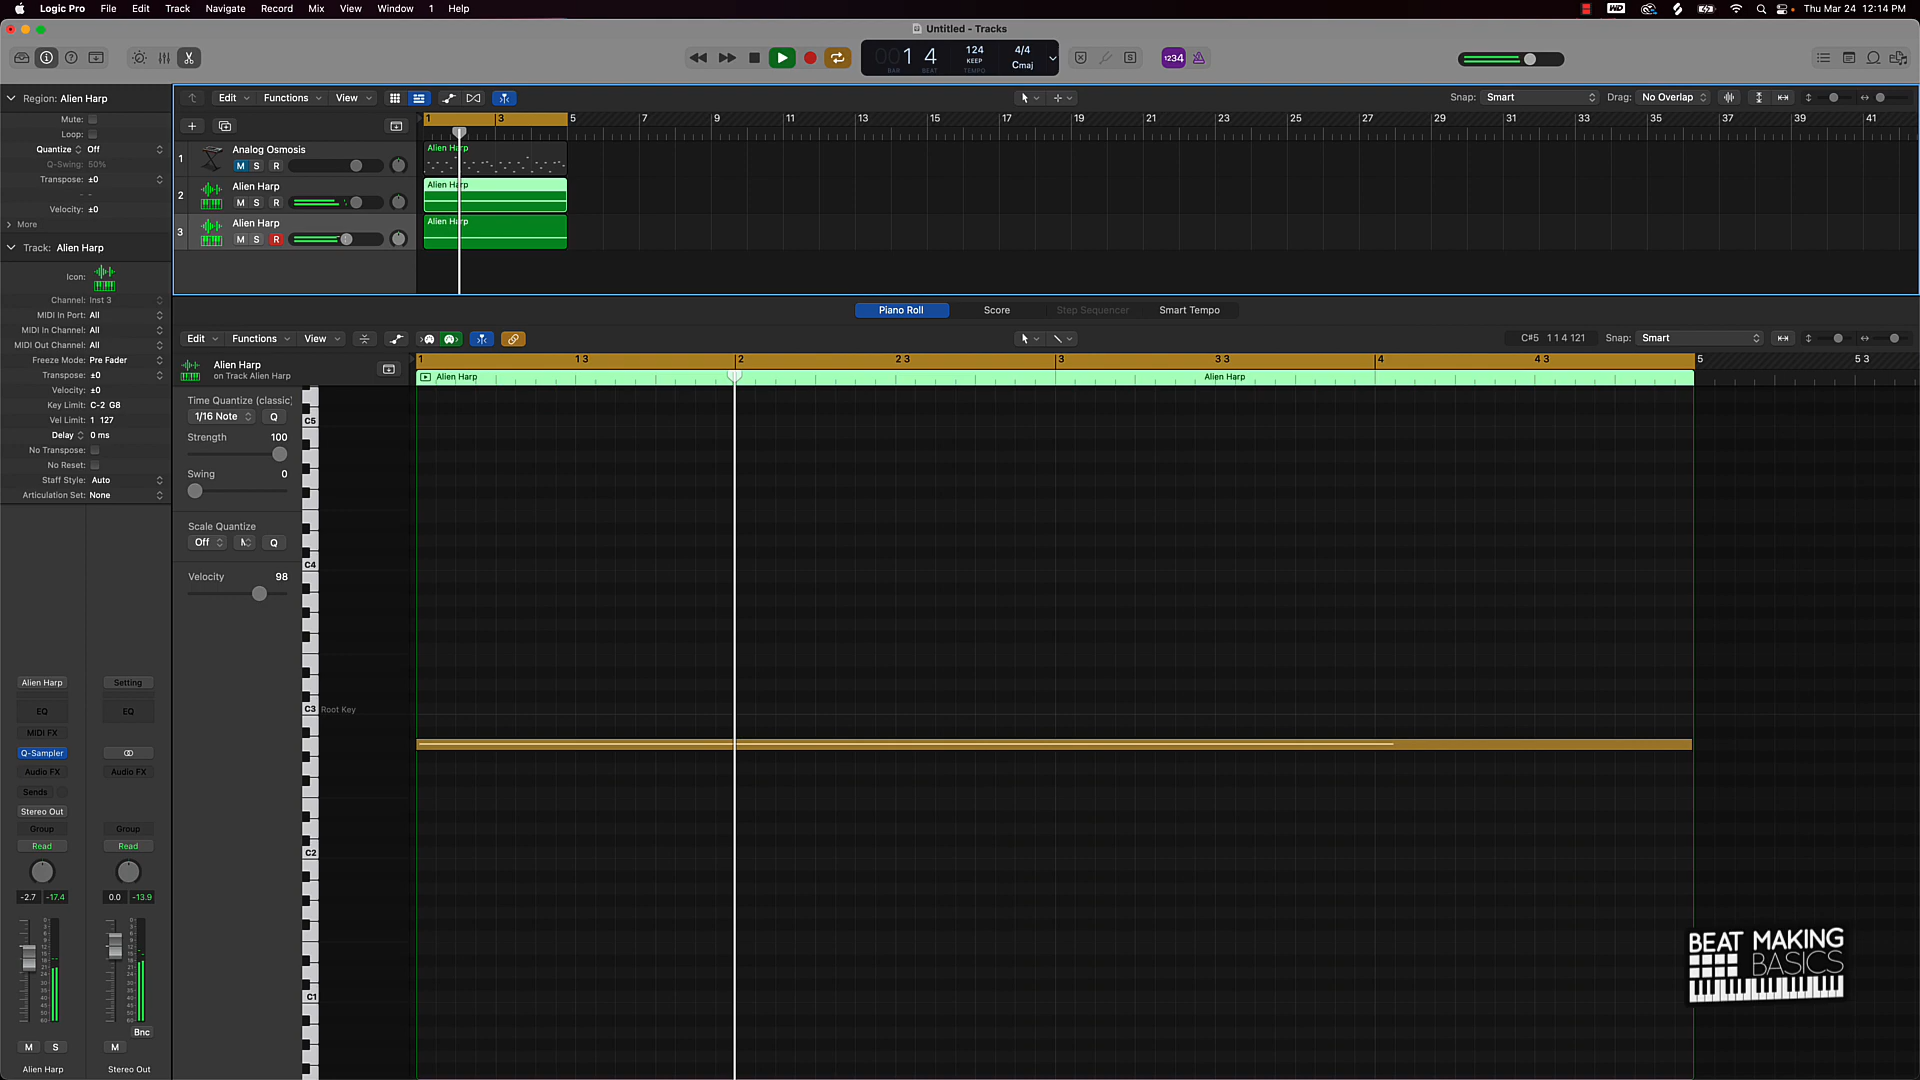 Logic Pro File Edit Track Navigate Record Mix View Window 1 Help WD Thu Mar 24 12:14 PM
Untitled - Tracks
001 4 124 4/4
KEEP Cmaj
BAR BEAT TEMPO
1234
Region: Alien Harp
Mute:
Loop:
Quantize Off
Q-Swing: 50%
Transpose: ±0
Velocity: ±0
More
Track: Alien Harp
Icon:
Channel: Inst 3
MIDI In Port: All
MIDI In Channel: All
MIDI Out Channel: All
Freeze Mode: Pre Fader
Transpose: ±0
Velocity: ±0
Key Limit: C-2 G8
Vel Limit: 1 127
Delay 0 ms
No Transpose:
No Reset:
Staff Style: Auto
Articulation Set: None
Edit Functions View Snap: Smart Drag: No Overlap
1 3 5 7 9 11 13 15 17 19 21 23 25 27 29 31 33 35 37 39 41
1 Analog Osmosis
M S R
Alien Harp
2 Alien Harp
M S R
Alien Harp
3 Alien Harp
M S R
Alien Harp
Piano Roll Score Step Sequencer Smart Tempo
Edit Functions View C#5 1 1 4 121 Snap: Smart
Alien Harp
on Track Alien Harp
1 1 3 2 2 3 3 3 3 4 4 3 5 5 3
Alien Harp Alien Harp
Time Quantize (classic)
1/16 Note Q
Strength 100
Swing 0
Scale Quantize
Off Q
Velocity 98
C5
C4
C3 Root Key
C2
C1
Alien Harp Setting
EQ EQ
MIDI FX
Q-Sampler
Audio FX Audio FX
Sends
Stereo Out
Group Group
Read Read
-2.7 -17.4 0.0 -13.9
Bnc
M S M
Alien Harp Stereo Out
BEAT MAKING
BASICS